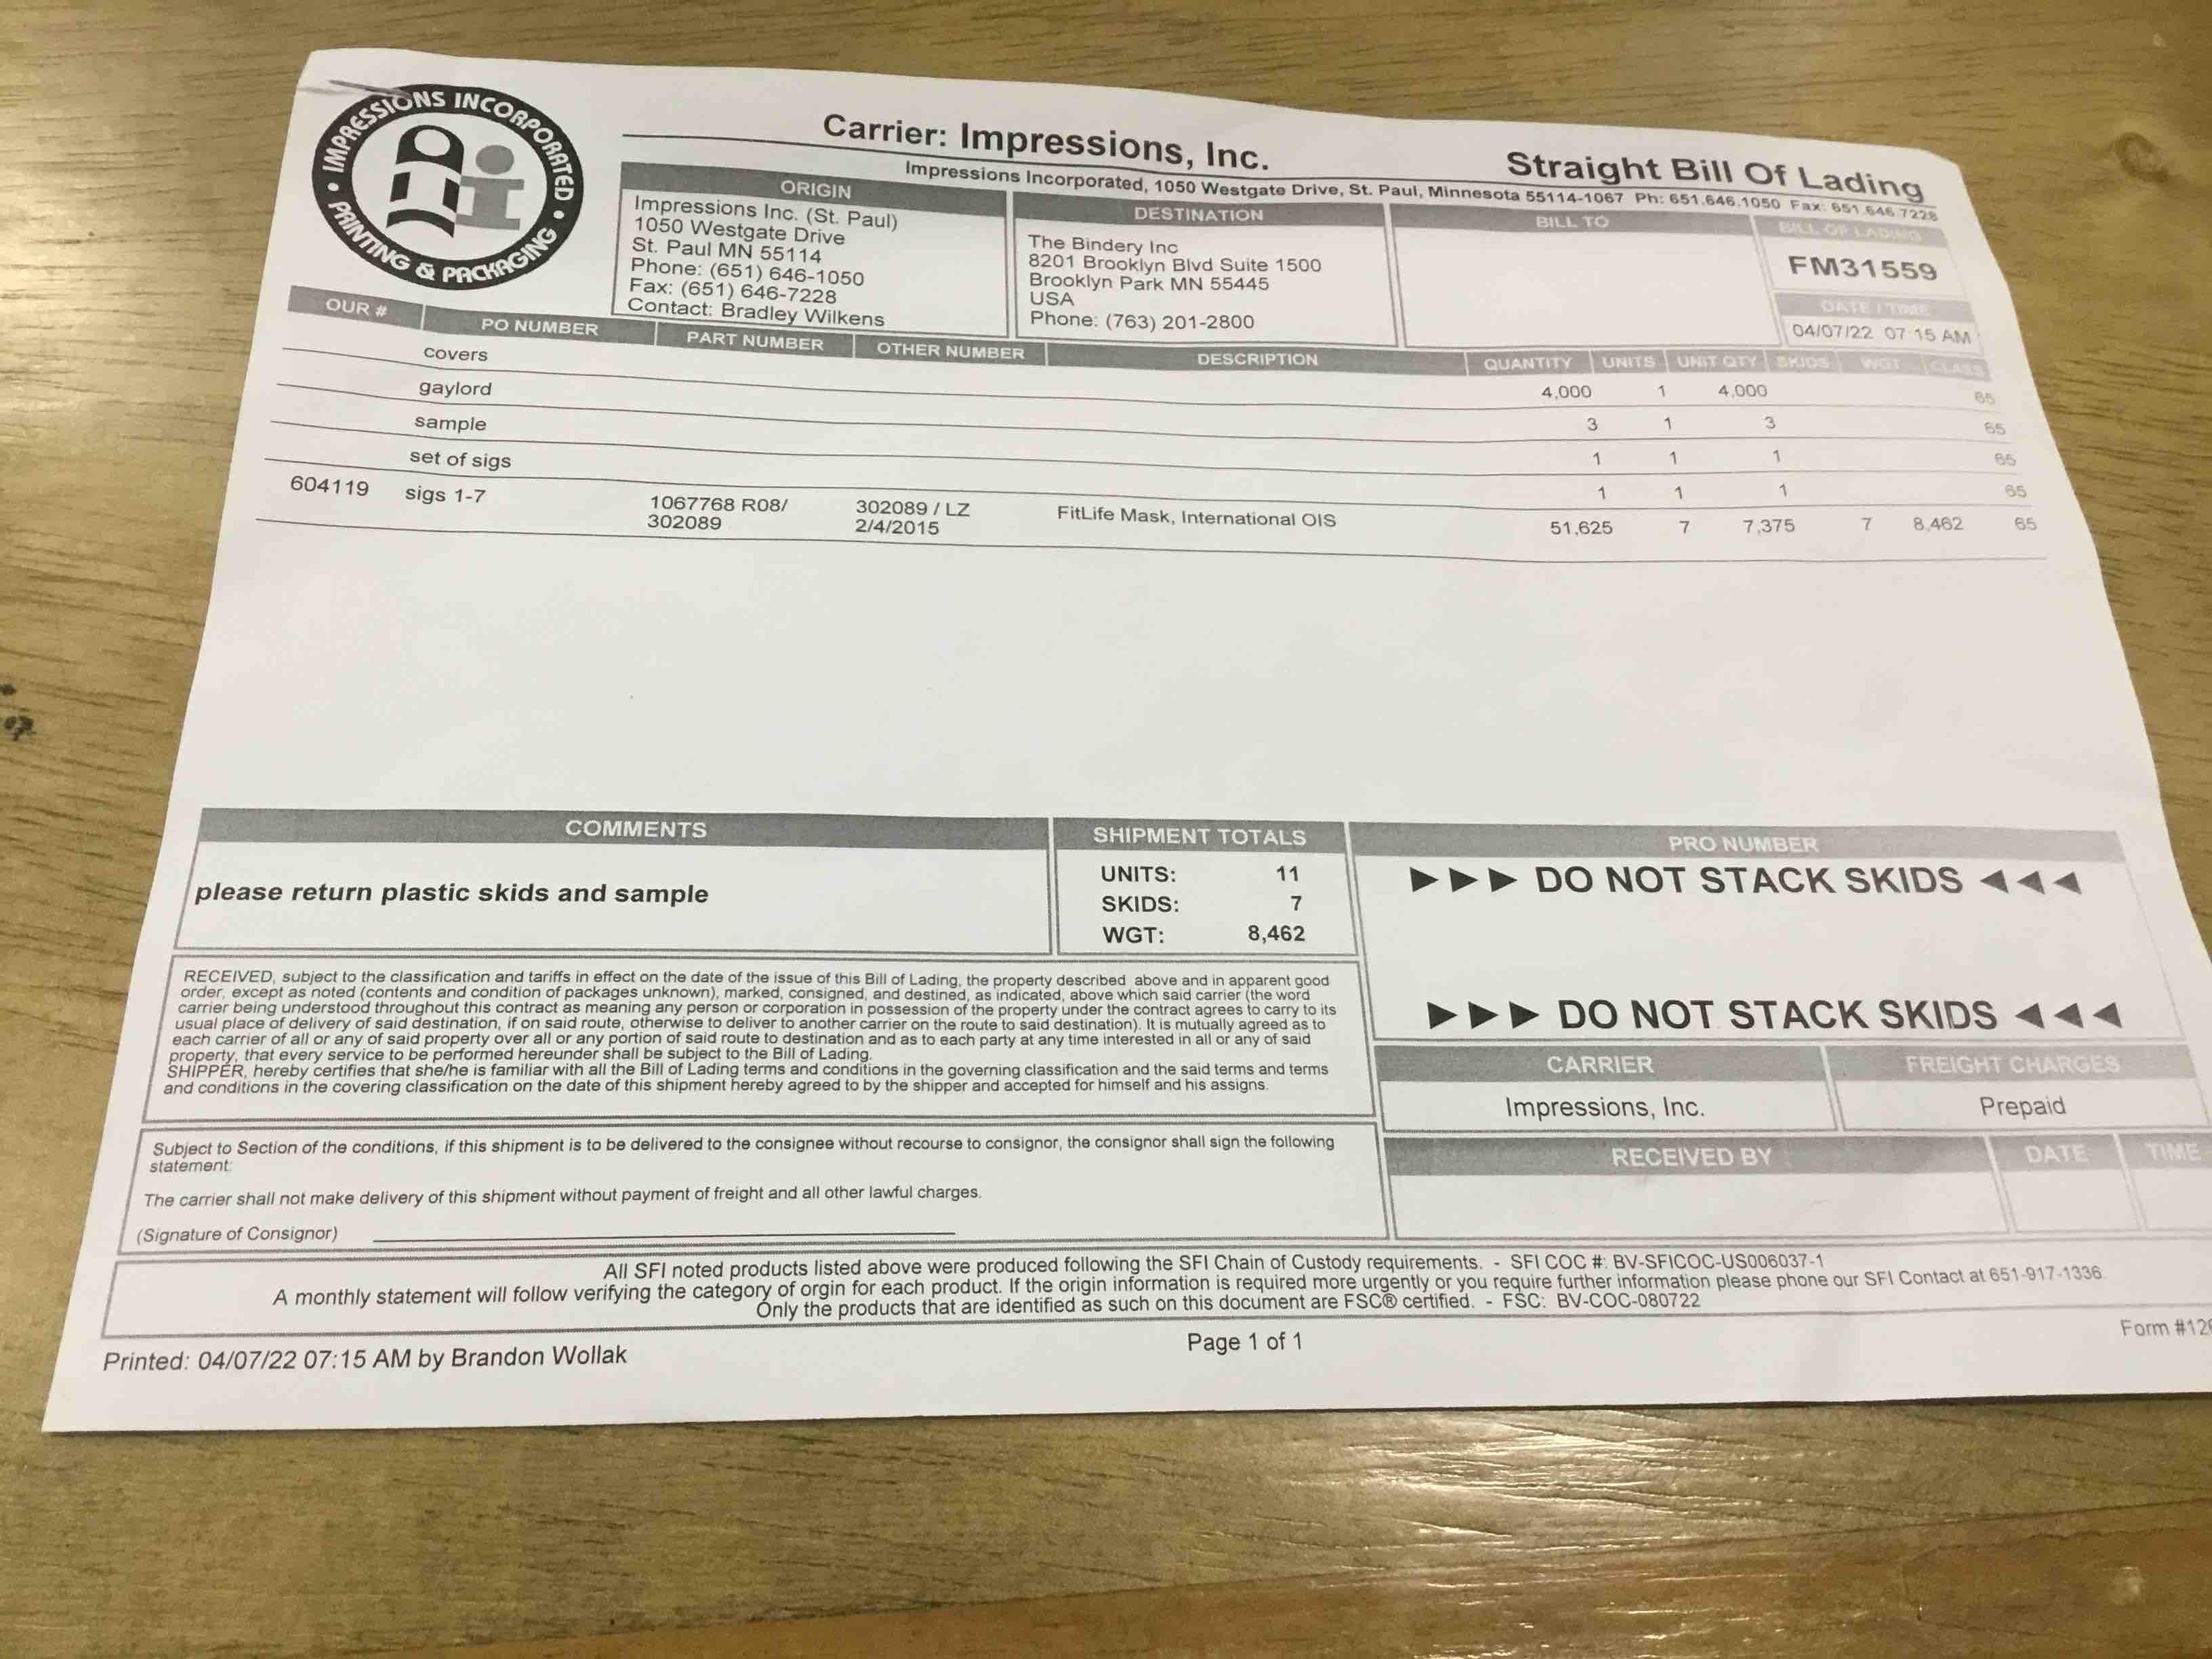 IMPRESSIONS INCORPORATED • PRINTING & PACKAGING •
Carrier: Impressions, Inc.
Straight Bill Of Lading
Impressions Incorporated, 1050 Westgate Drive, St. Paul, Minnesota 55114-1067 Ph: 651.646.1050 Fax: 651.646.7228
ORIGIN
Impressions Inc. (St. Paul)
1050 Westgate Drive
St. Paul MN 55114
Phone: (651) 646-1050
Fax: (651) 646-7228
Contact: Bradley Wilkens
DESTINATION
The Bindery Inc
8201 Brooklyn Blvd Suite 1500
Brooklyn Park MN 55445
USA
Phone: (763) 201-2800
BILL TO
BILL OF LADING
FM31559
DATE / TIME
04/07/22 07:15 AM
OUR # PO NUMBER PART NUMBER OTHER NUMBER DESCRIPTION QUANTITY UNITS UNIT QTY SKIDS WGT CLASS
covers 4,000 1 4,000 65
gaylord 3 1 3 65
sample 1 1 1 65
set of sigs 1 1 1 65
604119 sigs 1-7 1067768 R08/ 302089 / LZ FitLife Mask, International OIS 51,625 7 7,375 7 8,462 65
302089 2/4/2015
COMMENTS
please return plastic skids and sample
SHIPMENT TOTALS
UNITS: 11
SKIDS: 7
WGT: 8,462
PRO NUMBER
►►► DO NOT STACK SKIDS ◄◄◄
►►► DO NOT STACK SKIDS ◄◄◄
RECEIVED, subject to the classification and tariffs in effect on the date of the issue of this Bill of Lading, the property described above and in apparent good
order, except as noted (contents and condition of packages unknown), marked, consigned, and destined, as indicated, above which said carrier (the word
carrier being understood throughout this contract as meaning any person or corporation in possession of the property under the contract agrees to carry to its
usual place of delivery of said destination, if on said route, otherwise to deliver to another carrier on the route to said destination). It is mutually agreed as to
each carrier of all or any of said property over all or any portion of said route to destination and as to each party at any time interested in all or any of said
property, that every service to be performed hereunder shall be subject to the Bill of Lading.
SHIPPER, hereby certifies that she/he is familiar with all the Bill of Lading terms and conditions in the governing classification and the said terms and terms
and conditions in the covering classification on the date of this shipment hereby agreed to by the shipper and accepted for himself and his assigns.
CARRIER
Impressions, Inc.
FREIGHT CHARGES
Prepaid
Subject to Section of the conditions, if this shipment is to be delivered to the consignee without recourse to consignor, the consignor shall sign the following
statement:
The carrier shall not make delivery of this shipment without payment of freight and all other lawful charges.
(Signature of Consignor)
RECEIVED BY DATE TIME
All SFI noted products listed above were produced following the SFI Chain of Custody requirements. - SFI COC #: BV-SFICOC-US006037-1
A monthly statement will follow verifying the category of orgin for each product. If the origin information is required more urgently or you require further information please phone our SFI Contact at 651-917-1336
Only the products that are identified as such on this document are FSC® certified. - FSC: BV-COC-080722
Printed: 04/07/22 07:15 AM by Brandon Wollak
Page 1 of 1
Form